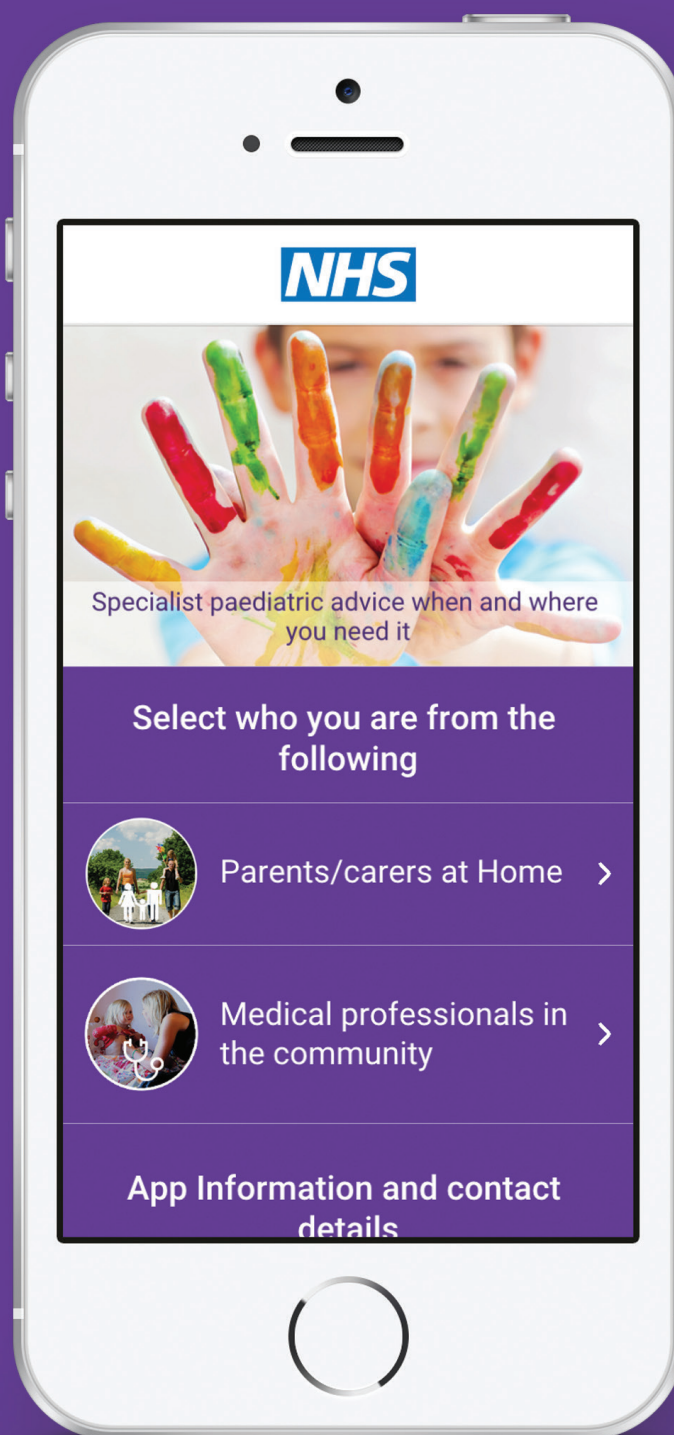 NHS
Specialist paediatric advice when and where
you need it
Select who you are from the
following
Parents/carers at Home
Medical professionals in
the community
App Information and contact
details